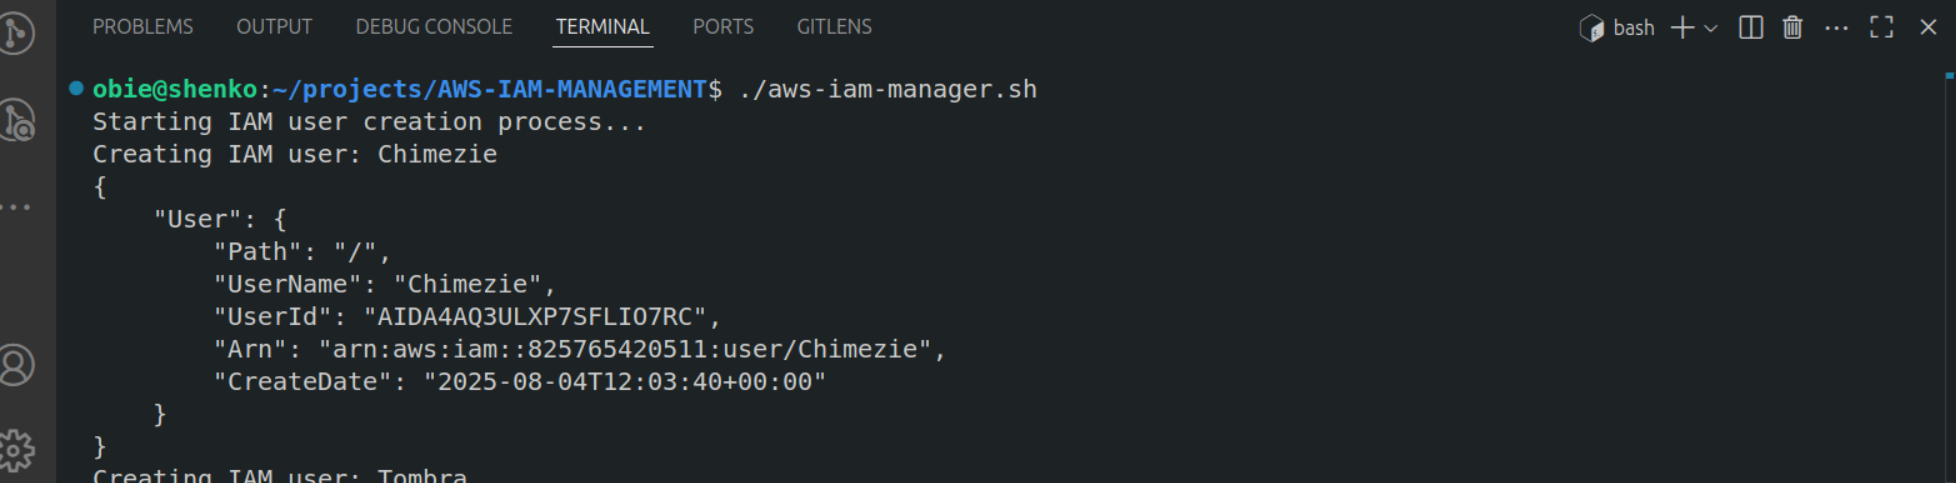 PROBLEMS OUTPUT DEBUG CONSOLE TERMINAL PORTS GITLENS bash
obie@shenko:~/projects/AWS-IAM-MANAGEMENT$ ./aws-iam-manager.sh
Starting IAM user creation process...
Creating IAM user: Chimezie
{
    "User": {
        "Path": "/",
        "UserName": "Chimezie",
        "UserId": "AIDA4AQ3ULXP7SFLIO7RC",
        "Arn": "arn:aws:iam::825765420511:user/Chimezie",
        "CreateDate": "2025-08-04T12:03:40+00:00"
    }
}
Creating IAM user: Tombra